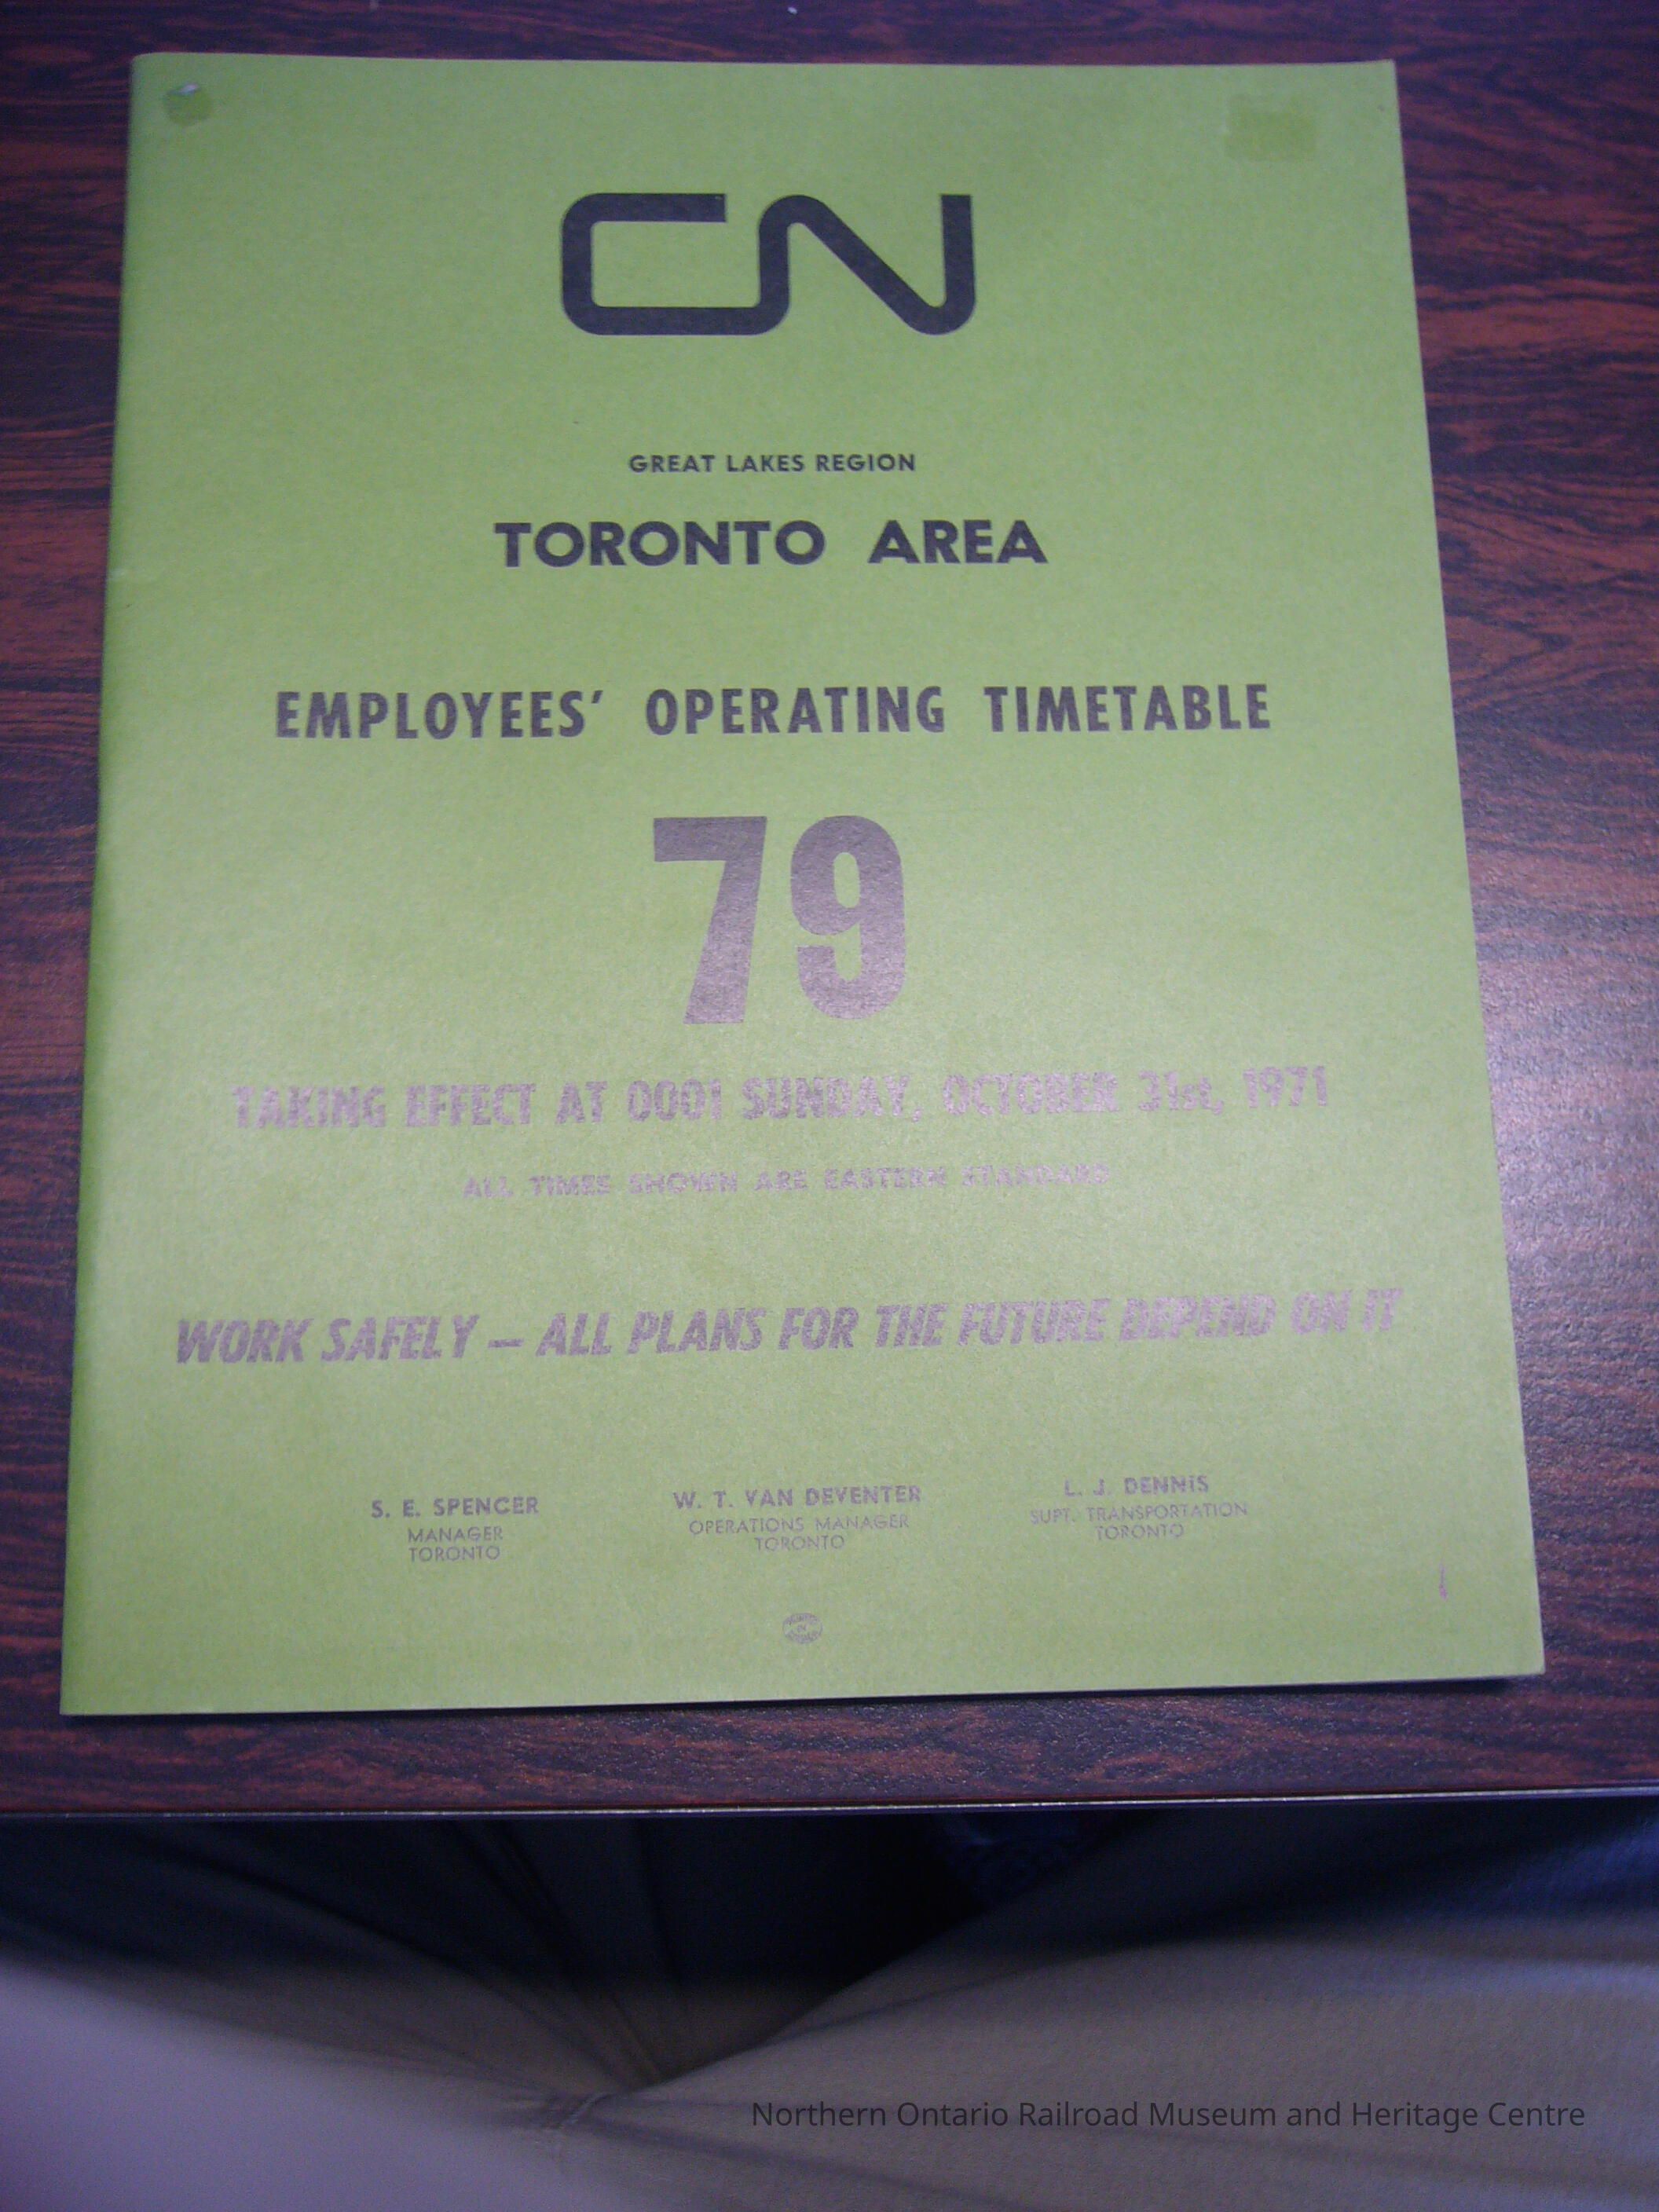 CN
GREAT LAKES REGION
TORONTO AREA
EMPLOYEES' OPERATING TIMETABLE
79
TAKING EFFECT AT 0001 SUNDAY, OCTOBER 31st, 1971
ALL TIMES SHOWN ARE EASTERN STANDARD
WORK SAFELY — ALL PLANS FOR THE FUTURE DEPEND ON IT
S. E. SPENCER
MANAGER
TORONTO
W. T. VAN DEVENTER
OPERATIONS MANAGER
TORONTO
L. J. DENNIS
SUPT. TRANSPORTATION
TORONTO
Northern Ontario Railroad Museum and Heritage Centre